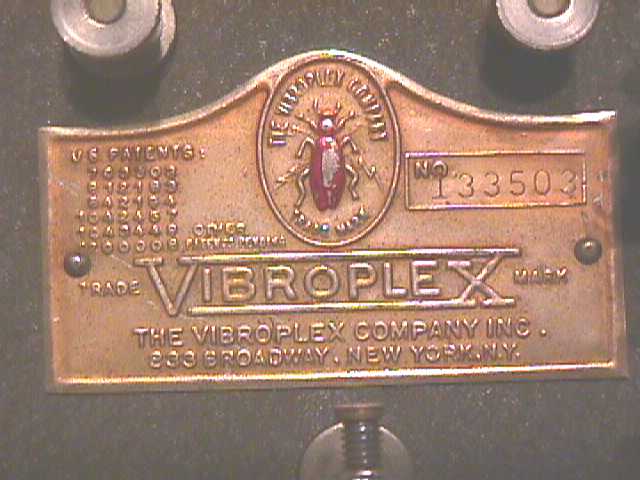 THE VIBROPLEX COMPANY
TRADE MARK
U S PATENTS:
OTHER
PATENTS PENDING
NO. 133503
TRADE VIBROPLEX MARK
THE VIBROPLEX COMPANY INC.
833 BROADWAY, NEW YORK, N.Y.